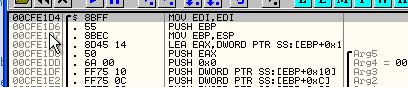 00CFE1D4 $ 8BFF MOV EDI,EDI
00CFE1D6 . 55 PUSH EBP
00CFE1D7 . 8BEC MOV EBP,ESP
00CFE1D9 . 8D45 14 LEA EAX,DWORD PTR SS:[EBP+1
00CFE1DC . 50 PUSH EAX Arg5
00CFE1DD . 6A 00 PUSH 0x0 Arg4 = 00
00CFE1DF . FF75 10 PUSH DWORD PTR SS:[EBP+0x10] Arg3
00CFE1E2 . FF75 0C PUSH DWORD PTR SS:[EBP+0xC] Arg2